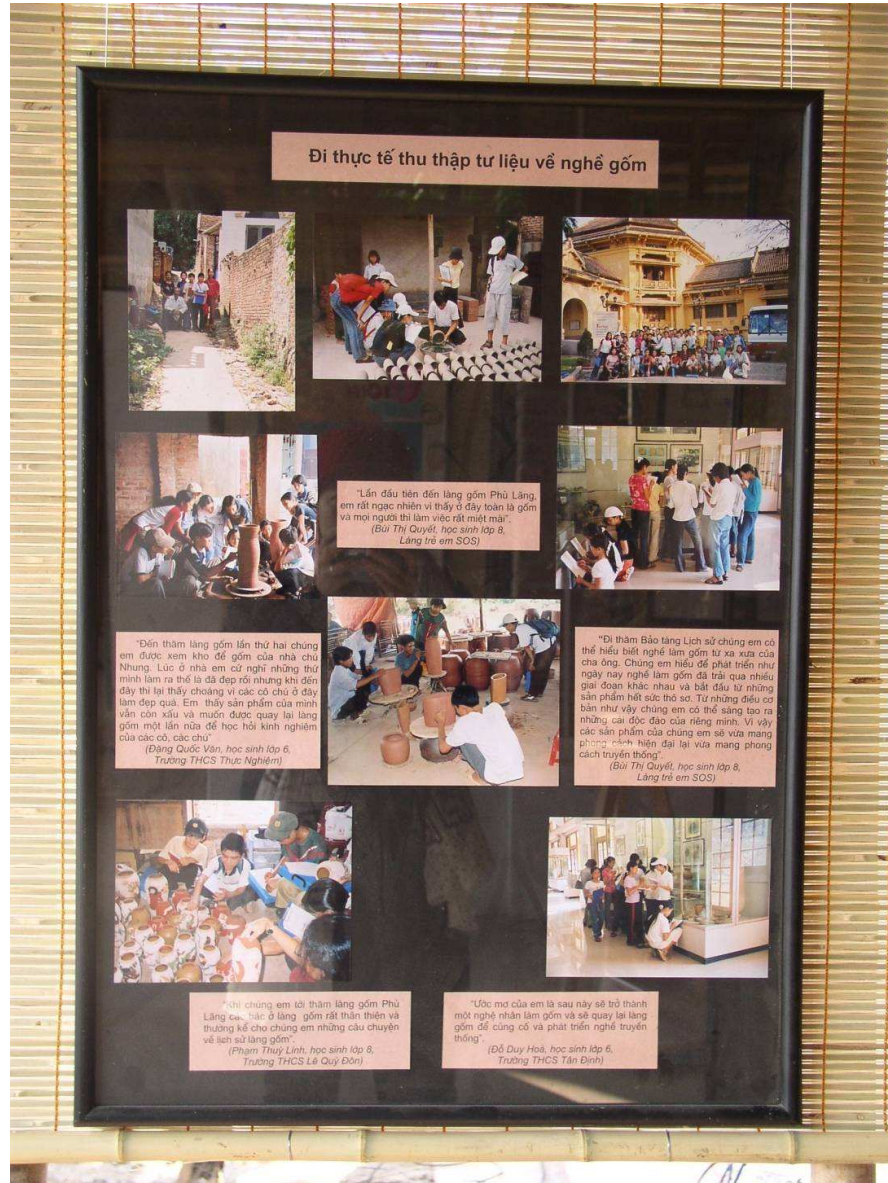 Đi thực tế thu thập tư liệu về nghề gốm
"Lần đầu tiên đến làng gốm Phù Lãng,
em rất ngạc nhiên vì thấy ở đây toàn là gốm
và mọi người thì làm việc rất miệt mài".
(Bùi Thị Quyết, học sinh lớp 8,
Làng trẻ em SOS)
"Đến thăm làng gốm lần thứ hai chúng
em được xem kho để gốm của nhà chú
Nhung. Lúc ở nhà em cứ nghĩ những thứ
mình làm ra thế là đã đẹp rồi nhưng khi đến
đây thì lại thấy choáng vì các cô chú ở đây
làm đẹp quá. Em thấy sản phẩm của mình
vẫn còn xấu và muốn được quay lại làng
gốm một lần nữa để học hỏi kinh nghiệm
của các cô, các chú"
(Đặng Quốc Văn, học sinh lớp 6,
Trường THCS Thực Nghiệm)
"Đi thăm Bảo tàng Lịch sử chúng em có
thể hiểu biết nghề làm gốm từ xa xưa của
cha ông. Chúng em hiểu để phát triển như
ngày nay nghề làm gốm đã trải qua nhiều
giai đoạn khác nhau và bắt đầu từ những
sản phẩm hết sức thô sơ. Từ những điều cơ
bản như vậy chúng em có thể sáng tạo ra
những cái độc đáo của riêng mình. Vì vậy
các sản phẩm của chúng em sẽ vừa mang
phong cách hiện đại lại vừa mang phong
cách truyền thống".
(Bùi Thị Quyết, học sinh lớp 8,
Làng trẻ em SOS)
"Khi chúng em tới thăm làng gốm Phù
Lãng các bác ở làng gốm rất thân thiện và
thường kể cho chúng em những câu chuyện
về lịch sử làng gốm".
(Phạm Thuỳ Linh, học sinh lớp 8,
Trường THCS Lê Quý Đôn)
"Ước mơ của em là sau này sẽ trở thành
một nghệ nhân làm gốm và sẽ quay lại làng
gốm để củng cố và phát triển nghề truyền
thống".
(Đỗ Duy Hoá, học sinh lớp 6,
Trường THCS Tân Định)